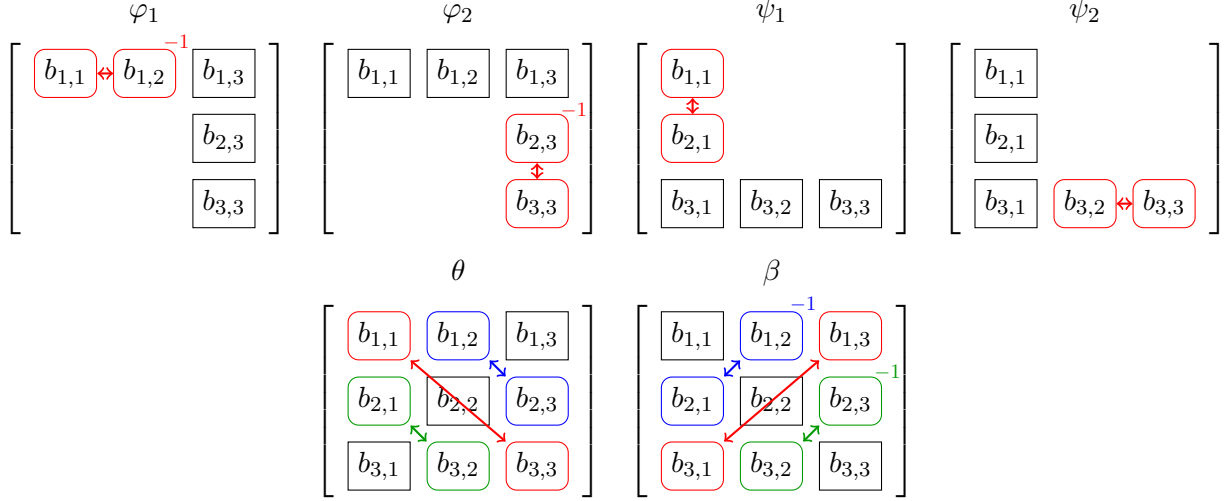 φ₁ φ₂ ψ₁ ψ₂
b₁,₁ b₁,₂ ⁻¹ b₁,₃ b₁,₁ b₁,₂ b₁,₃ b₁,₁ b₁,₁
b₂,₃ b₂,₃ ⁻¹ b₂,₁ b₂,₁
b₃,₃ b₃,₃ b₃,₁ b₃,₂ b₃,₃ b₃,₁ b₃,₂ b₃,₃
θ β
b₁,₁ b₁,₂ b₁,₃ b₁,₁ b₁,₂ ⁻¹ b₁,₃
b₂,₁ b₂,₂ b₂,₃ b₂,₁ b₂,₂ b₂,₃ ⁻¹
b₃,₁ b₃,₂ b₃,₃ b₃,₁ b₃,₂ b₃,₃